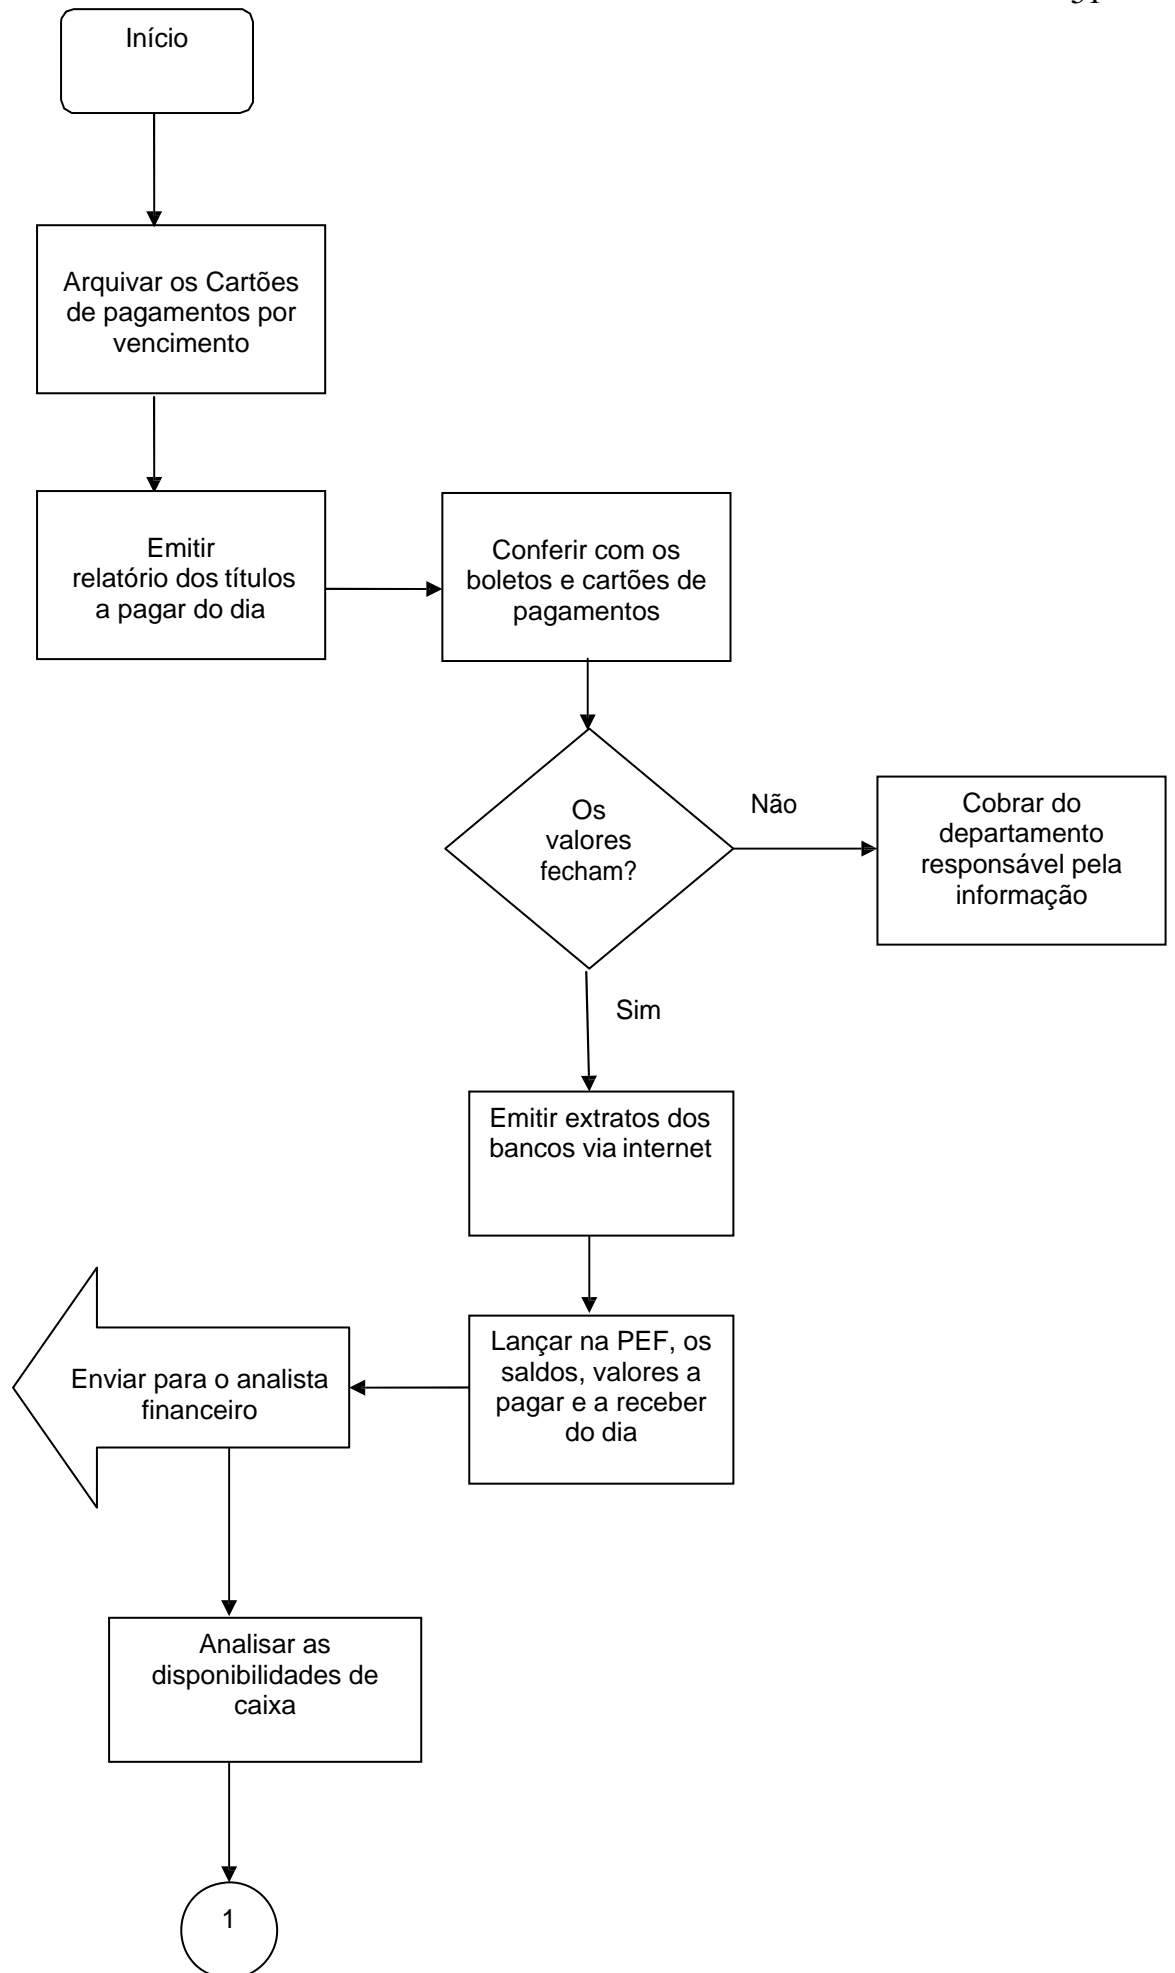 Início
Arquivar os Cartões
de pagamentos por
vencimento
Emitir
relatório dos títulos
a pagar do dia
Conferir com os
boletos e cartões de
pagamentos
Os
valores
fecham?
Não
Cobrar do
departamento
responsável pela
informação
Sim
Emitir extratos dos
bancos via internet
Lançar na PEF, os
saldos, valores a
pagar e a receber
do dia
Enviar para o analista
financeiro
Analisar as
disponibilidades de
caixa
1